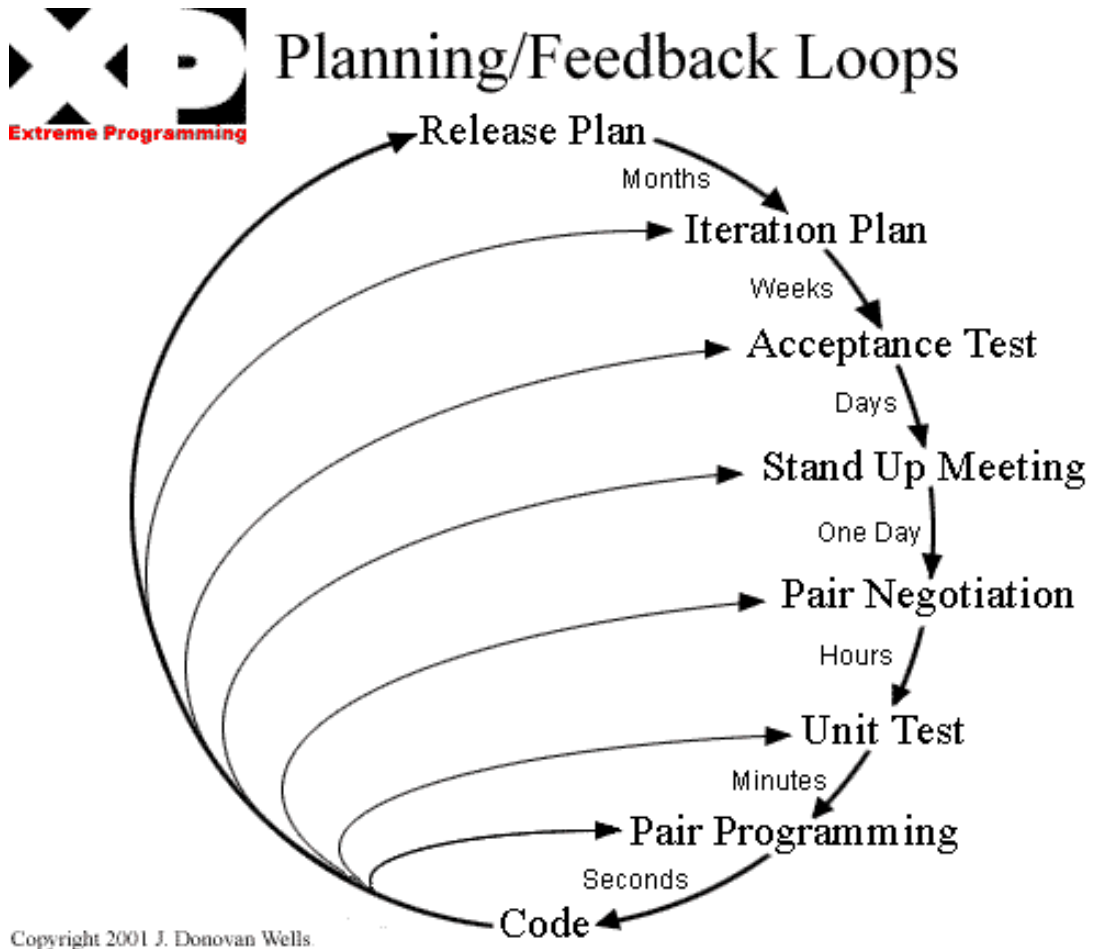 XP
Extreme Programming
Planning/Feedback Loops
Release Plan
Months
Iteration Plan
Weeks
Acceptance Test
Days
Stand Up Meeting
One Day
Pair Negotiation
Hours
Unit Test
Minutes
Pair Programming
Seconds
Code
Copyright 2001 J. Donovan Wells